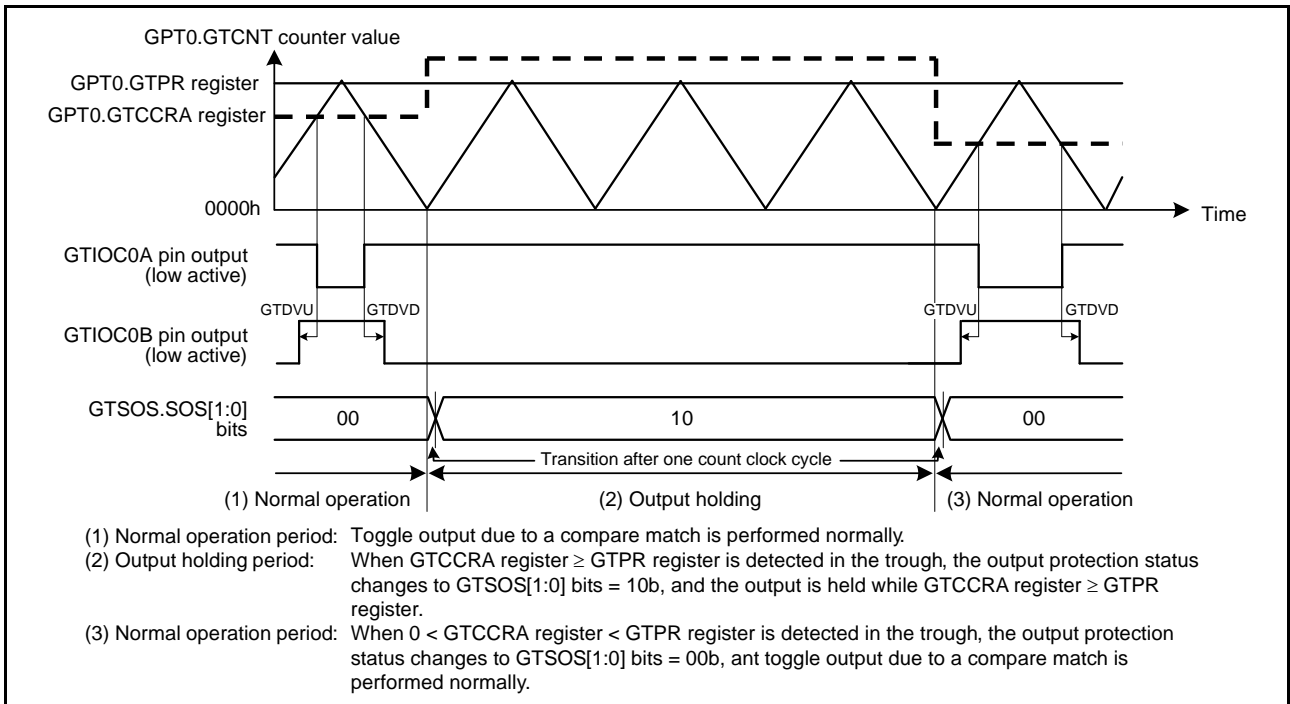 GPT0.GTCNT counter value
GPT0.GTPR register
GPT0.GTCCRA register
0000h
Time
GTIOC0A pin output
(low active)
GTDVU
GTDVD
GTDVU
GTDVD
GTIOC0B pin output
(low active)
GTSOS.SOS[1:0]
bits
00
10
00
Transition after one count clock cycle
(1) Normal operation
(2) Output holding
(3) Normal operation
(1) Normal operation period: Toggle output due to a compare match is performed normally.
(2) Output holding period: When GTCCRA register ≥ GTPR register is detected in the trough, the output protection status
changes to GTSOS[1:0] bits = 10b, and the output is held while GTCCRA register ≥ GTPR
register.
(3) Normal operation period: When 0 < GTCCRA register < GTPR register is detected in the trough, the output protection
status changes to GTSOS[1:0] bits = 00b, ant toggle output due to a compare match is
performed normally.